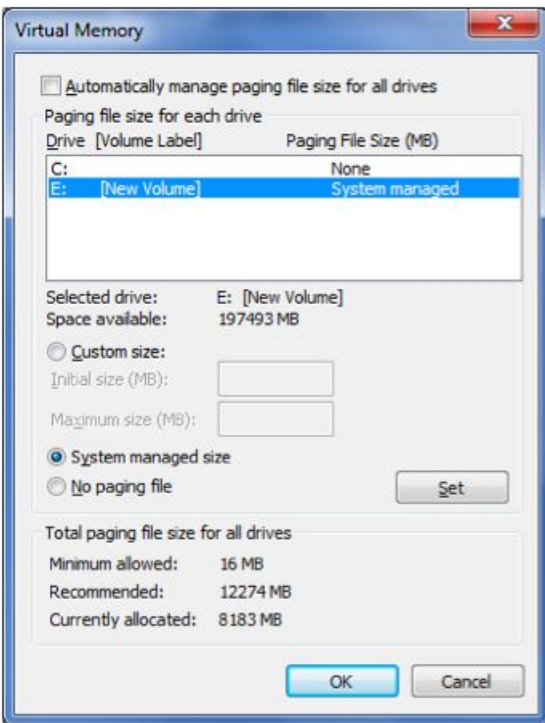 Virtual Memory
Automatically manage paging file size for all drives
Paging file size for each drive
Drive [Volume Label] Paging File Size (MB)
C: None
E: [New Volume] System managed
Selected drive: E: [New Volume]
Space available: 197493 MB
Custom size:
Initial size (MB):
Maximum size (MB):
System managed size
No paging file Set
Total paging file size for all drives
Minimum allowed: 16 MB
Recommended: 12274 MB
Currently allocated: 8183 MB
OK Cancel